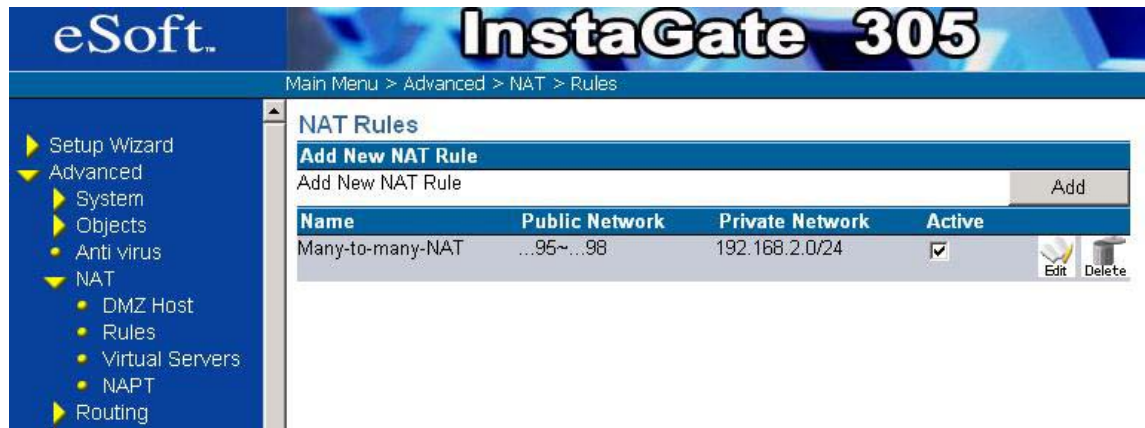 eSoft™
InstaGate 305
Main Menu > Advanced > NAT > Rules
Setup Wizard
Advanced
System
Objects
Anti virus
NAT
DMZ Host
Rules
Virtual Servers
NAPT
Routing
NAT Rules
Add New NAT Rule
Add New NAT Rule Add
Name Public Network Private Network Active
Many-to-many-NAT ...95~...98 192.168.2.0/24 Edit Delete